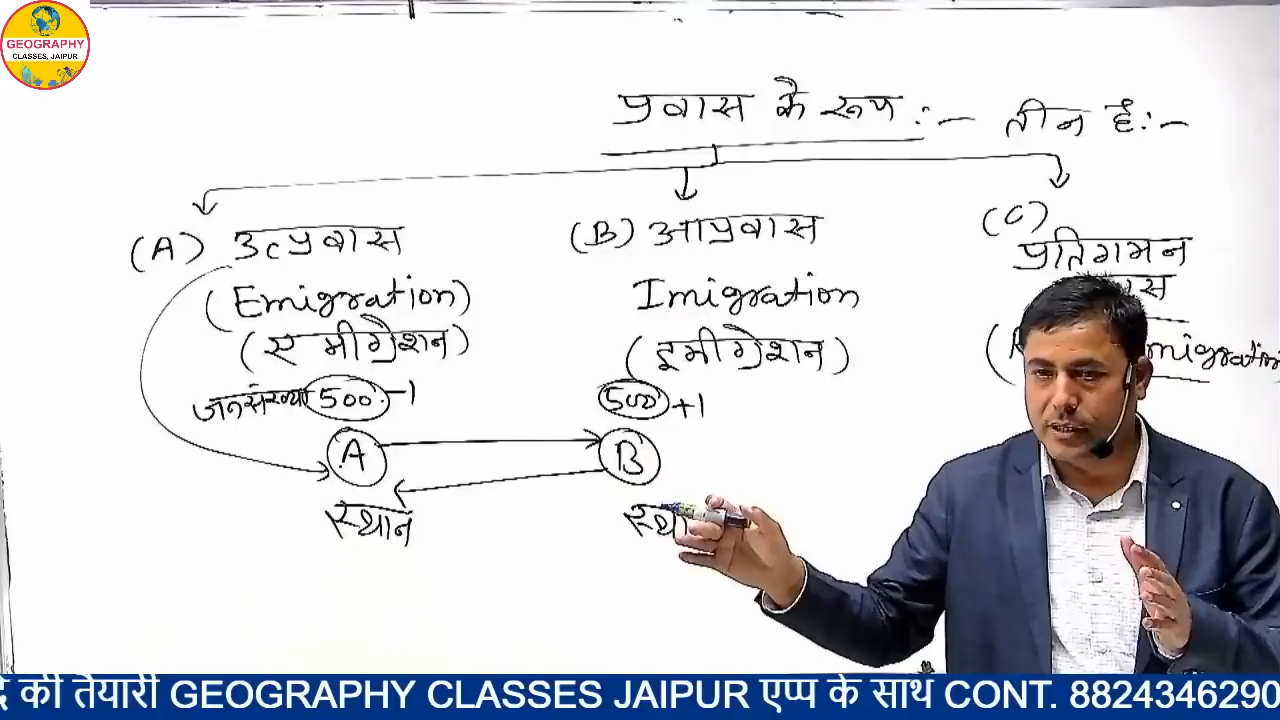 GEOGRAPHY
CLASSES, JAIPUR
प्रवास के रूप :- तीन है :-
(A) उत्प्रवास
(Emigration)
(एमीग्रेशन)
जनसंख्या 500 -1
A
स्थान
(B) आप्रवास
Imigration
(इमीग्रेशन)
500 +1
B
(C)
प्रतिगमन
की तैयारी GEOGRAPHY CLASSES JAIPUR एप्प के साथ CONT. 8824346290